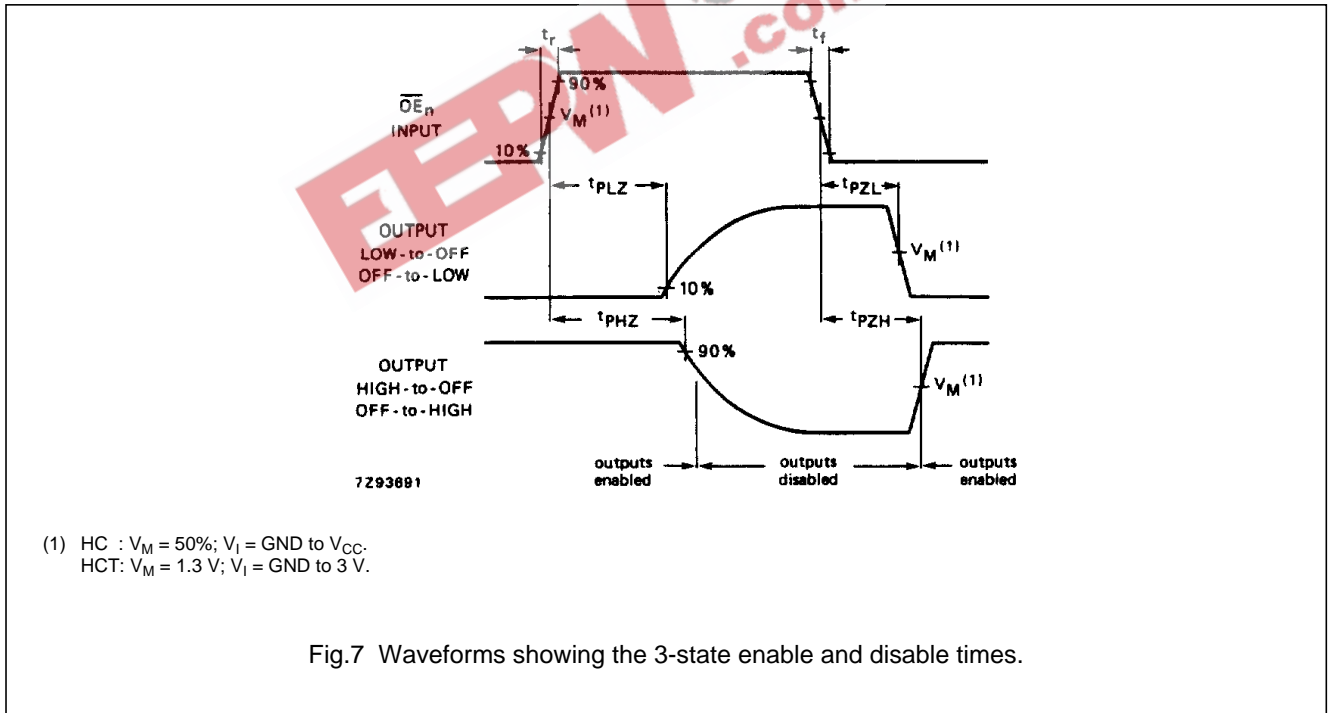 EEPW .com
tr tf
90%
OEn
INPUT
VM(1)
10%
tPLZ tPZL
OUTPUT
LOW-to-OFF
OFF-to-LOW
VM(1)
10%
tPHZ tPZH
90%
OUTPUT
HIGH-to-OFF
OFF-to-HIGH
VM(1)
outputs enabled
outputs disabled
outputs enabled
7Z93691
(1) HC : VM = 50%; VI = GND to VCC.
HCT: VM = 1.3 V; VI = GND to 3 V.
Fig.7 Waveforms showing the 3-state enable and disable times.